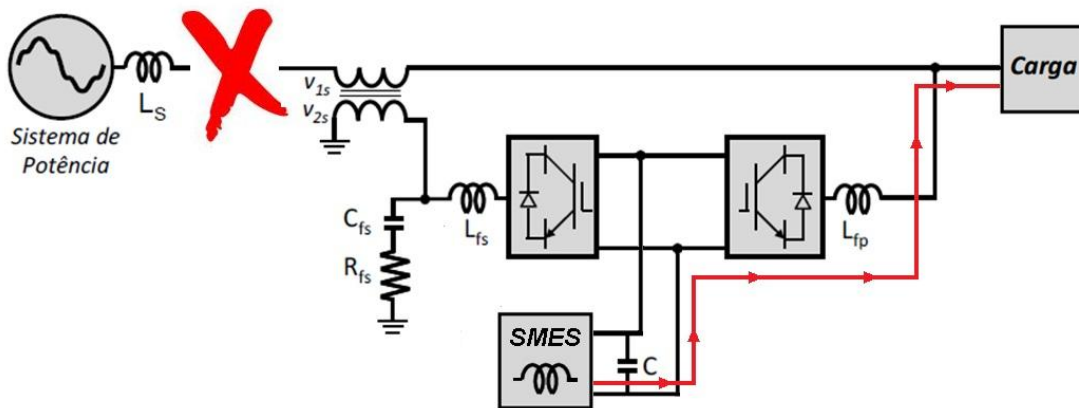 Sistema de
Potência
L_S
v_1s
v_2s
C_fs
R_fs
L_fs
L_fp
Carga
SMES
C